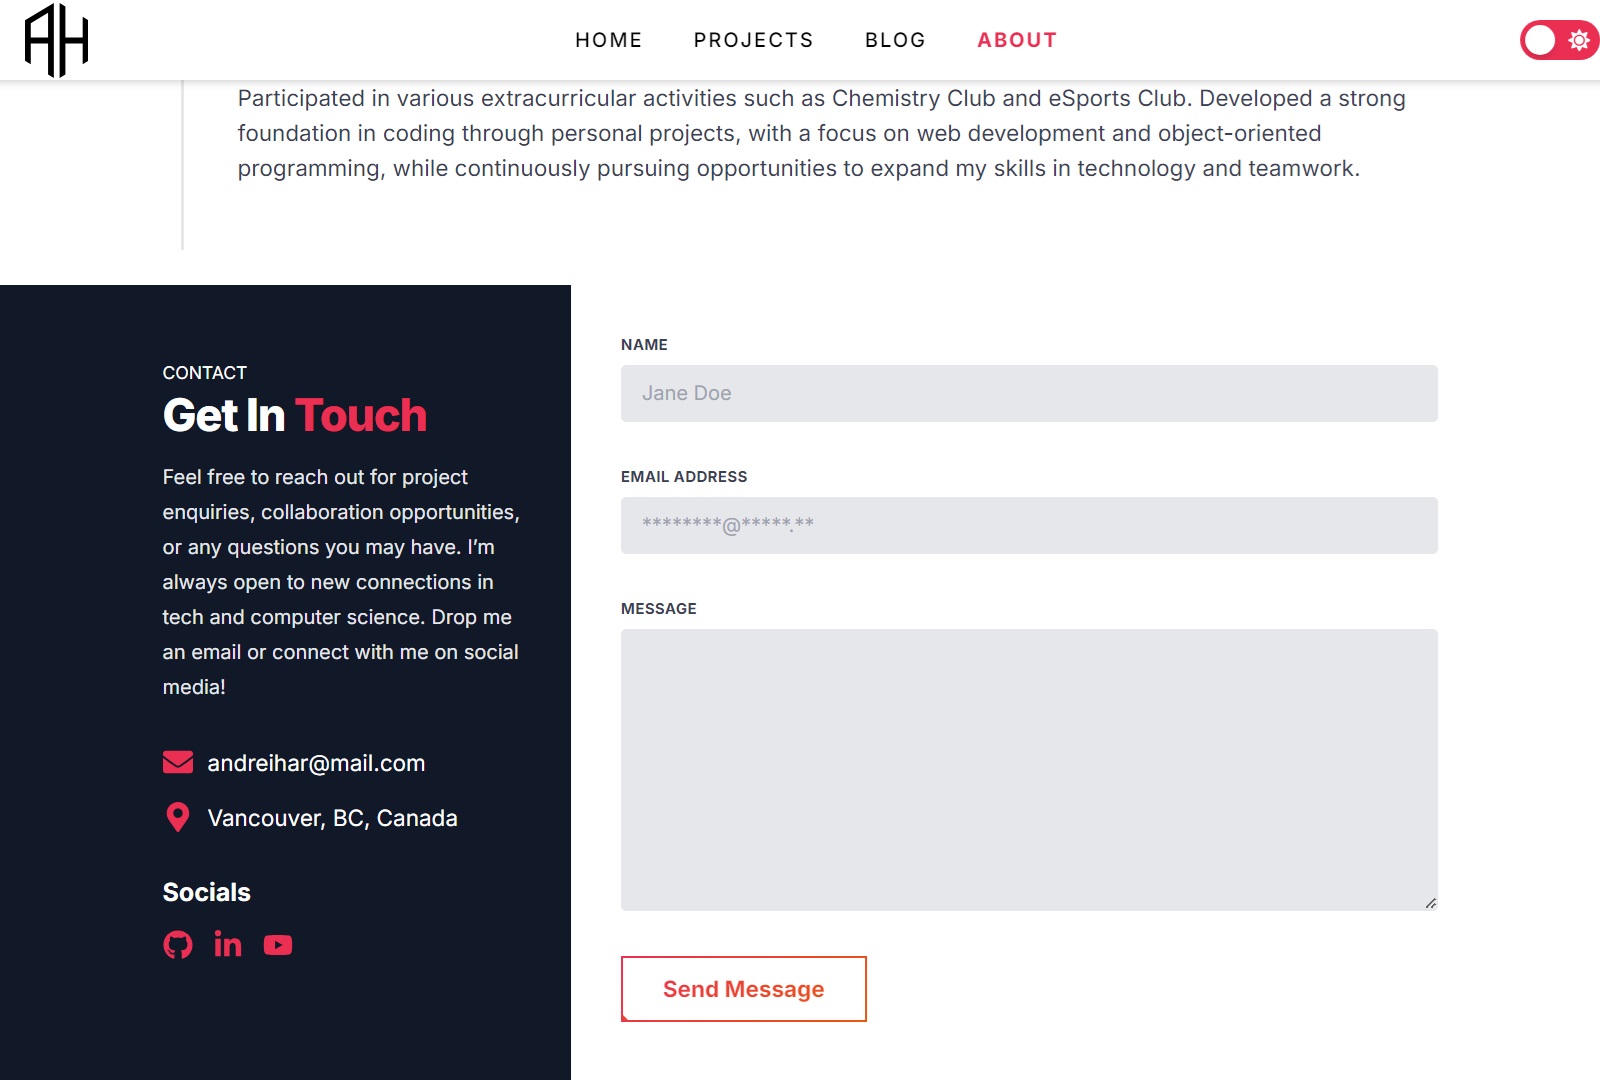 AH
HOME PROJECTS BLOG ABOUT
Participated in various extracurricular activities such as Chemistry Club and eSports Club. Developed a strong
foundation in coding through personal projects, with a focus on web development and object-oriented
programming, while continuously pursuing opportunities to expand my skills in technology and teamwork.
CONTACT
Get In Touch
Feel free to reach out for project
enquiries, collaboration opportunities,
or any questions you may have. I’m
always open to new connections in
tech and computer science. Drop me
an email or connect with me on social
media!
andreihar@mail.com
Vancouver, BC, Canada
Socials
in
NAME
Jane Doe
EMAIL ADDRESS
********@*****.**
MESSAGE
Send Message